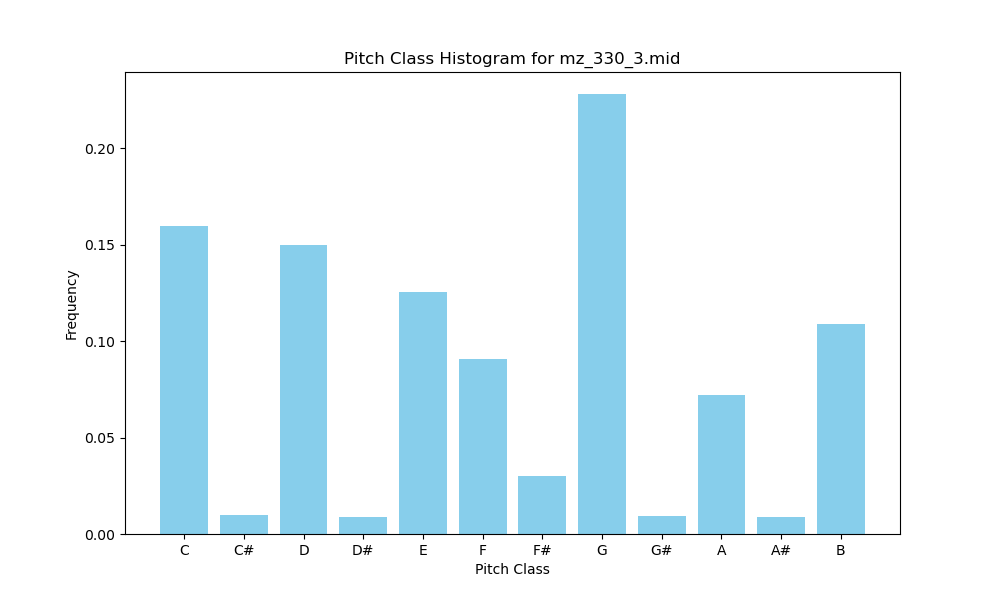 Pitch Class Histogram for mz_330_3.mid
Frequency
0.20
0.15
0.10
0.05
0.00
C C# D D# E F F# G G# A A# B
Pitch Class